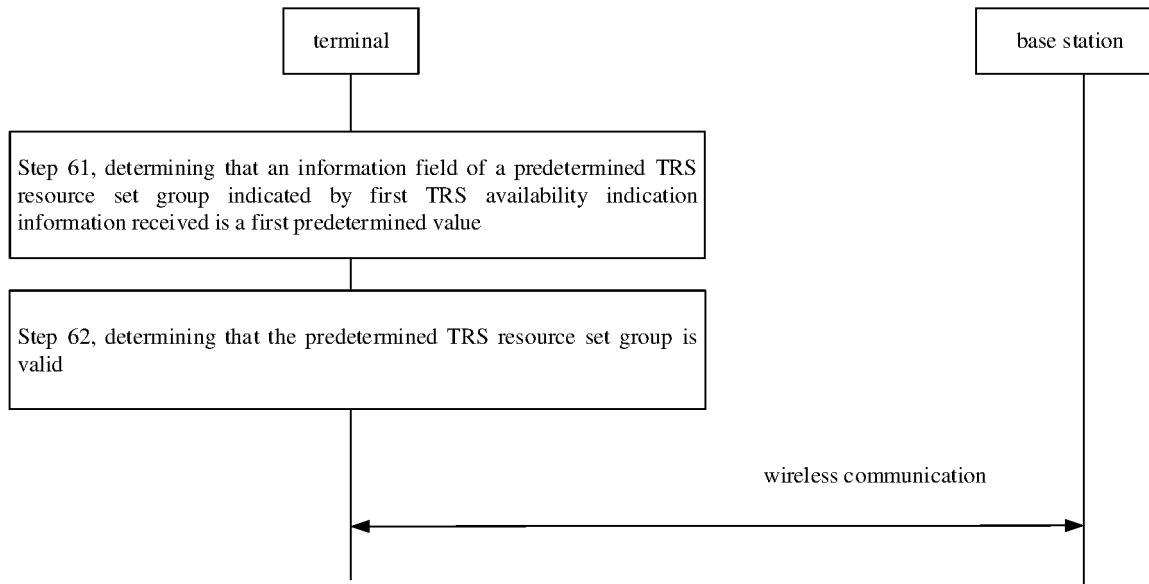 terminal
base station
Step 61, determining that an information field of a predetermined TRS
resource set group indicated by first TRS availability indication
information received is a first predetermined value
Step 62, determining that the predetermined TRS resource set group is
valid
wireless communication